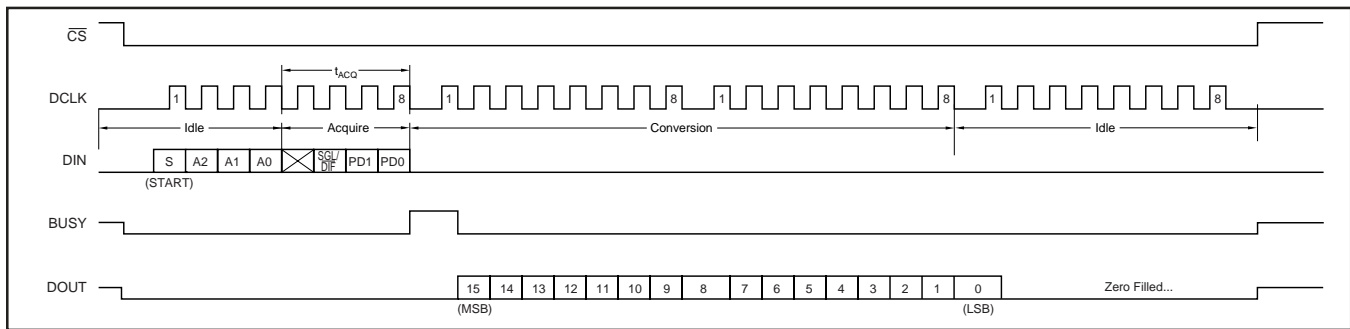 CS
tACQ
DCLK 1 8 1 8 1 8 1 8
Idle Acquire Conversion Idle
DIN S A2 A1 A0 SGL/DIF PD1 PD0
(START)
BUSY
DOUT 15 14 13 12 11 10 9 8 7 6 5 4 3 2 1 0 Zero Filled...
(MSB) (LSB)